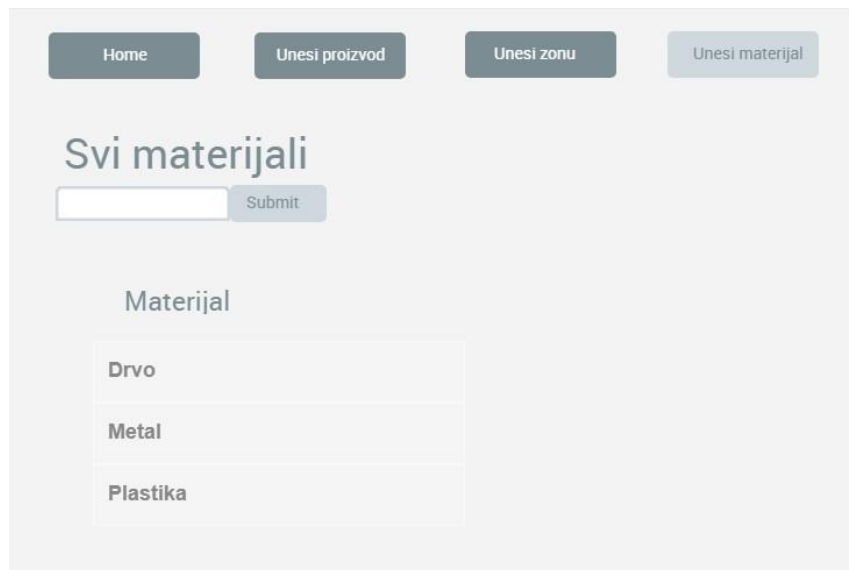 Home Unesi proizvod Unesi zonu Unesi materijal
Svi materijali
Submit
Materijal
Drvo
Metal
Plastika